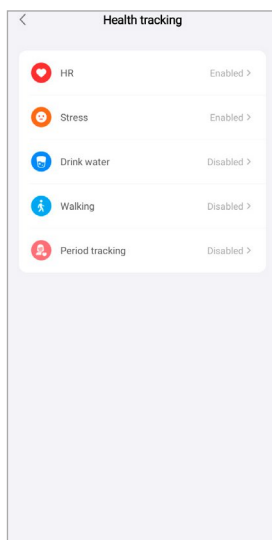 Health tracking
HR Enabled >
Stress Enabled >
Drink water Disabled >
Walking Disabled >
Period tracking Disabled >